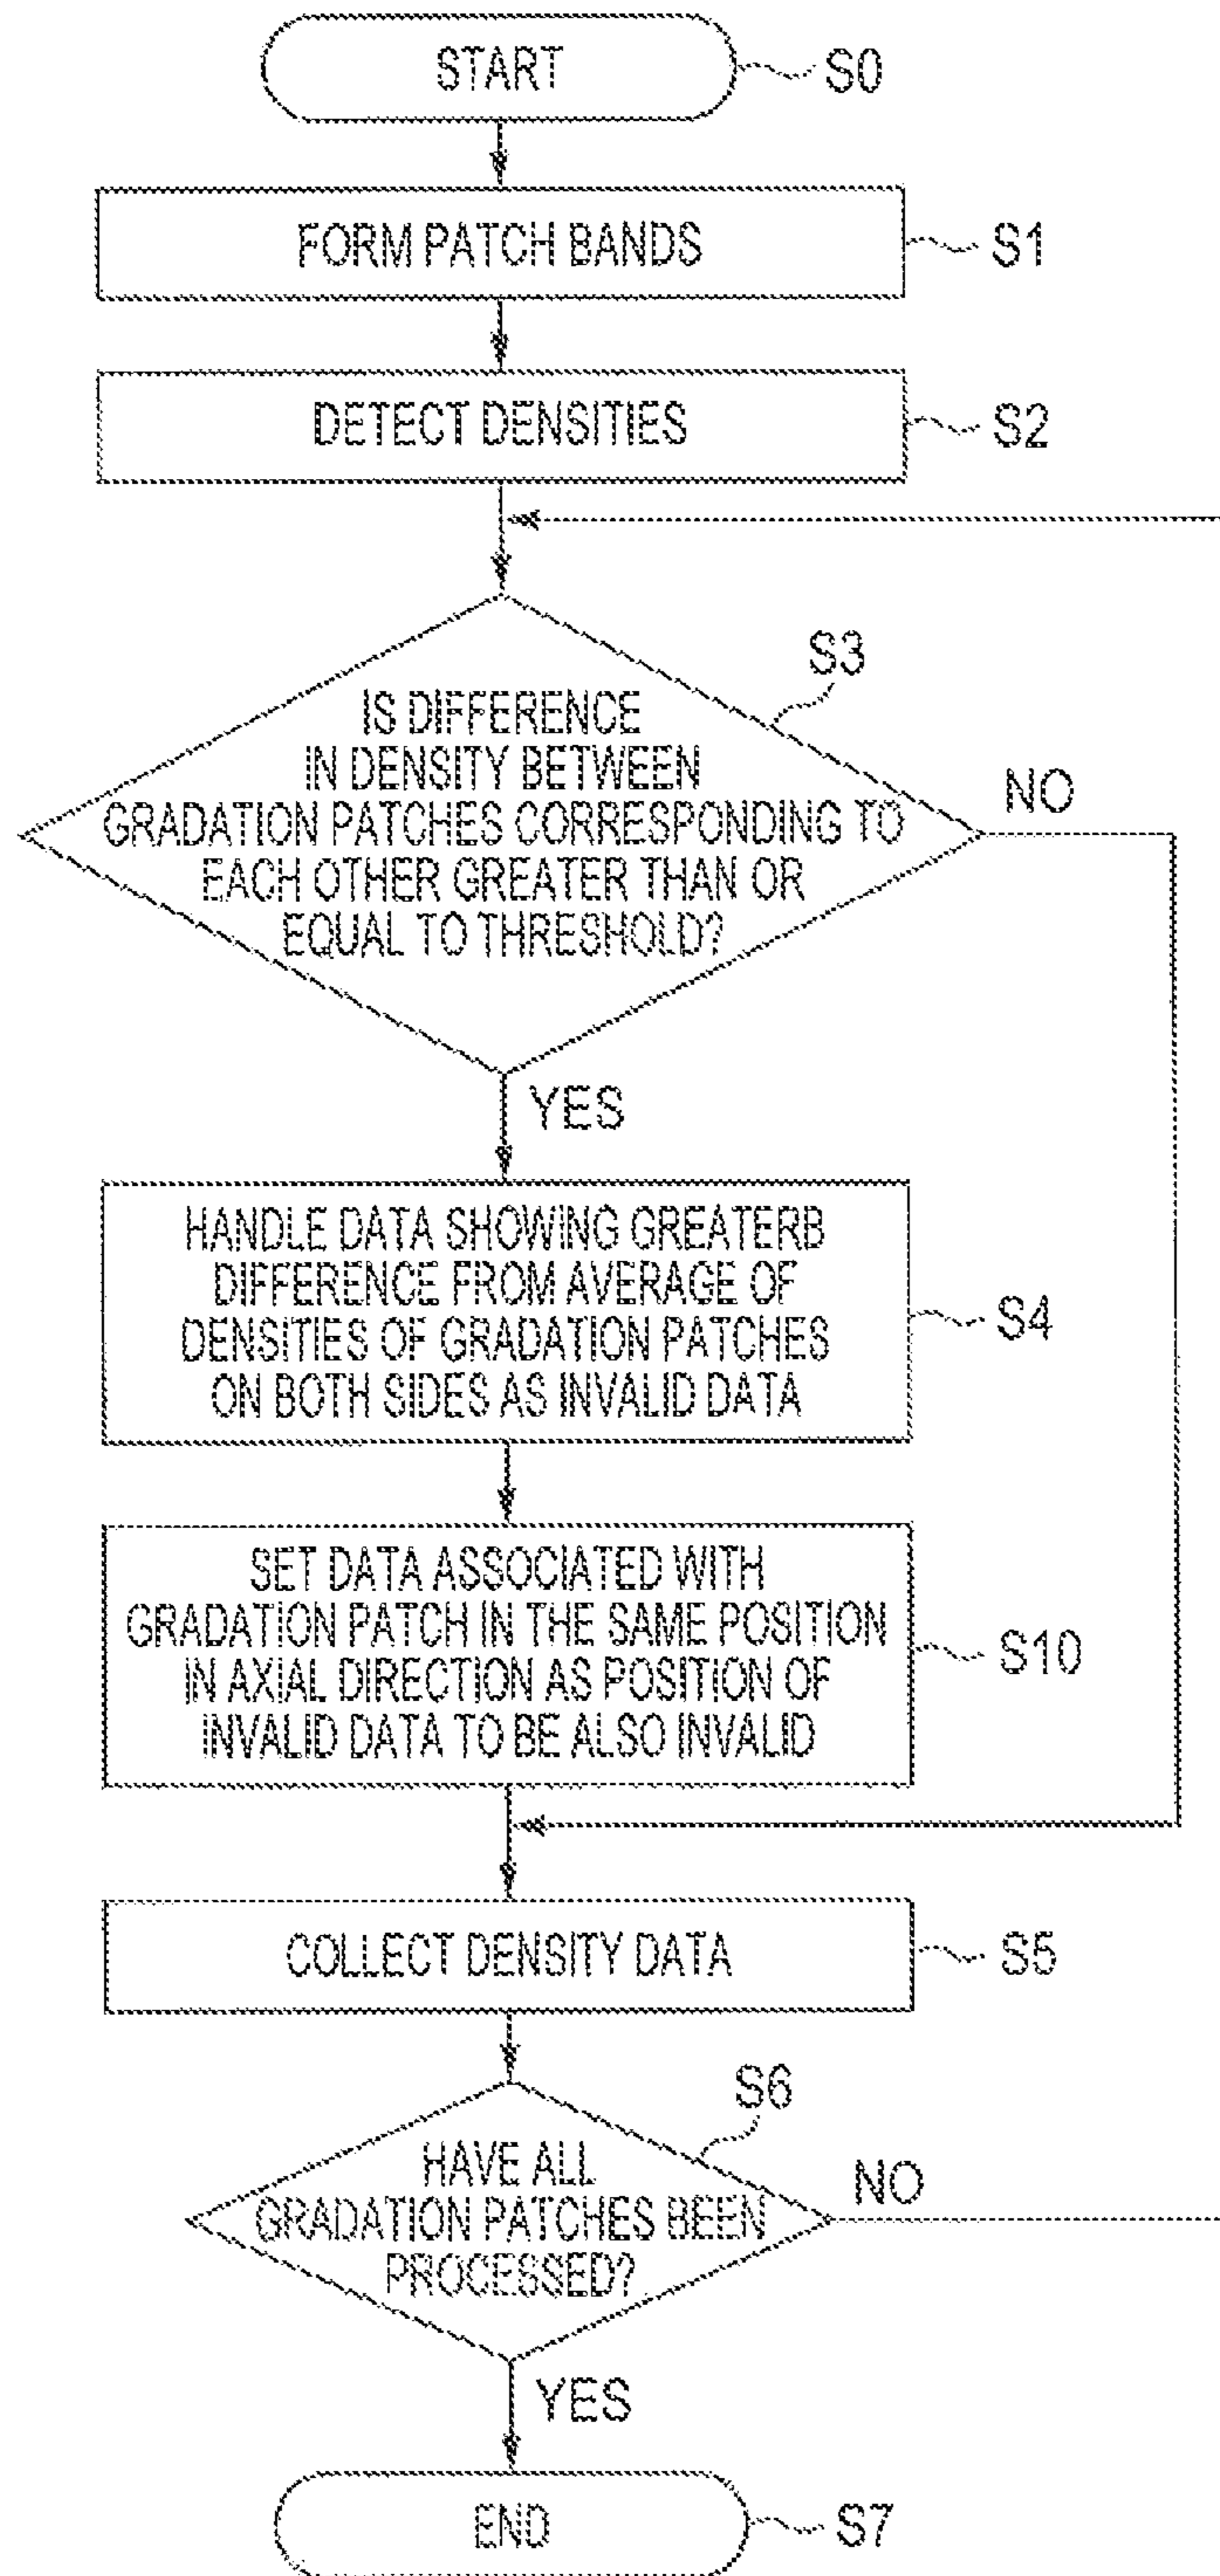 START
S0
FORM PATCH BANDS
S1
DETECT DENSITIES
S2
S3
IS DIFFERENCE
IN DENSITY BETWEEN
GRADATION PATCHES CORRESPONDING TO
EACH OTHER GREATER THAN OR
EQUAL TO THRESHOLD?
NO
YES
HANDLE DATA SHOWING GREATERB
DIFFERENCE FROM AVERAGE OF
DENSITIES OF GRADATION PATCHES
ON BOTH SIDES AS INVALID DATA
S4
SET DATA ASSOCIATED WITH
GRADATION PATCH IN THE SAME POSITION
IN AXIAL DIRECTION AS POSITION OF
INVALID DATA TO BE ALSO INVALID
S10
COLLECT DENSITY DATA
S5
S6
HAVE ALL
GRADATION PATCHES BEEN
PROCESSED?
NO
YES
END
S7